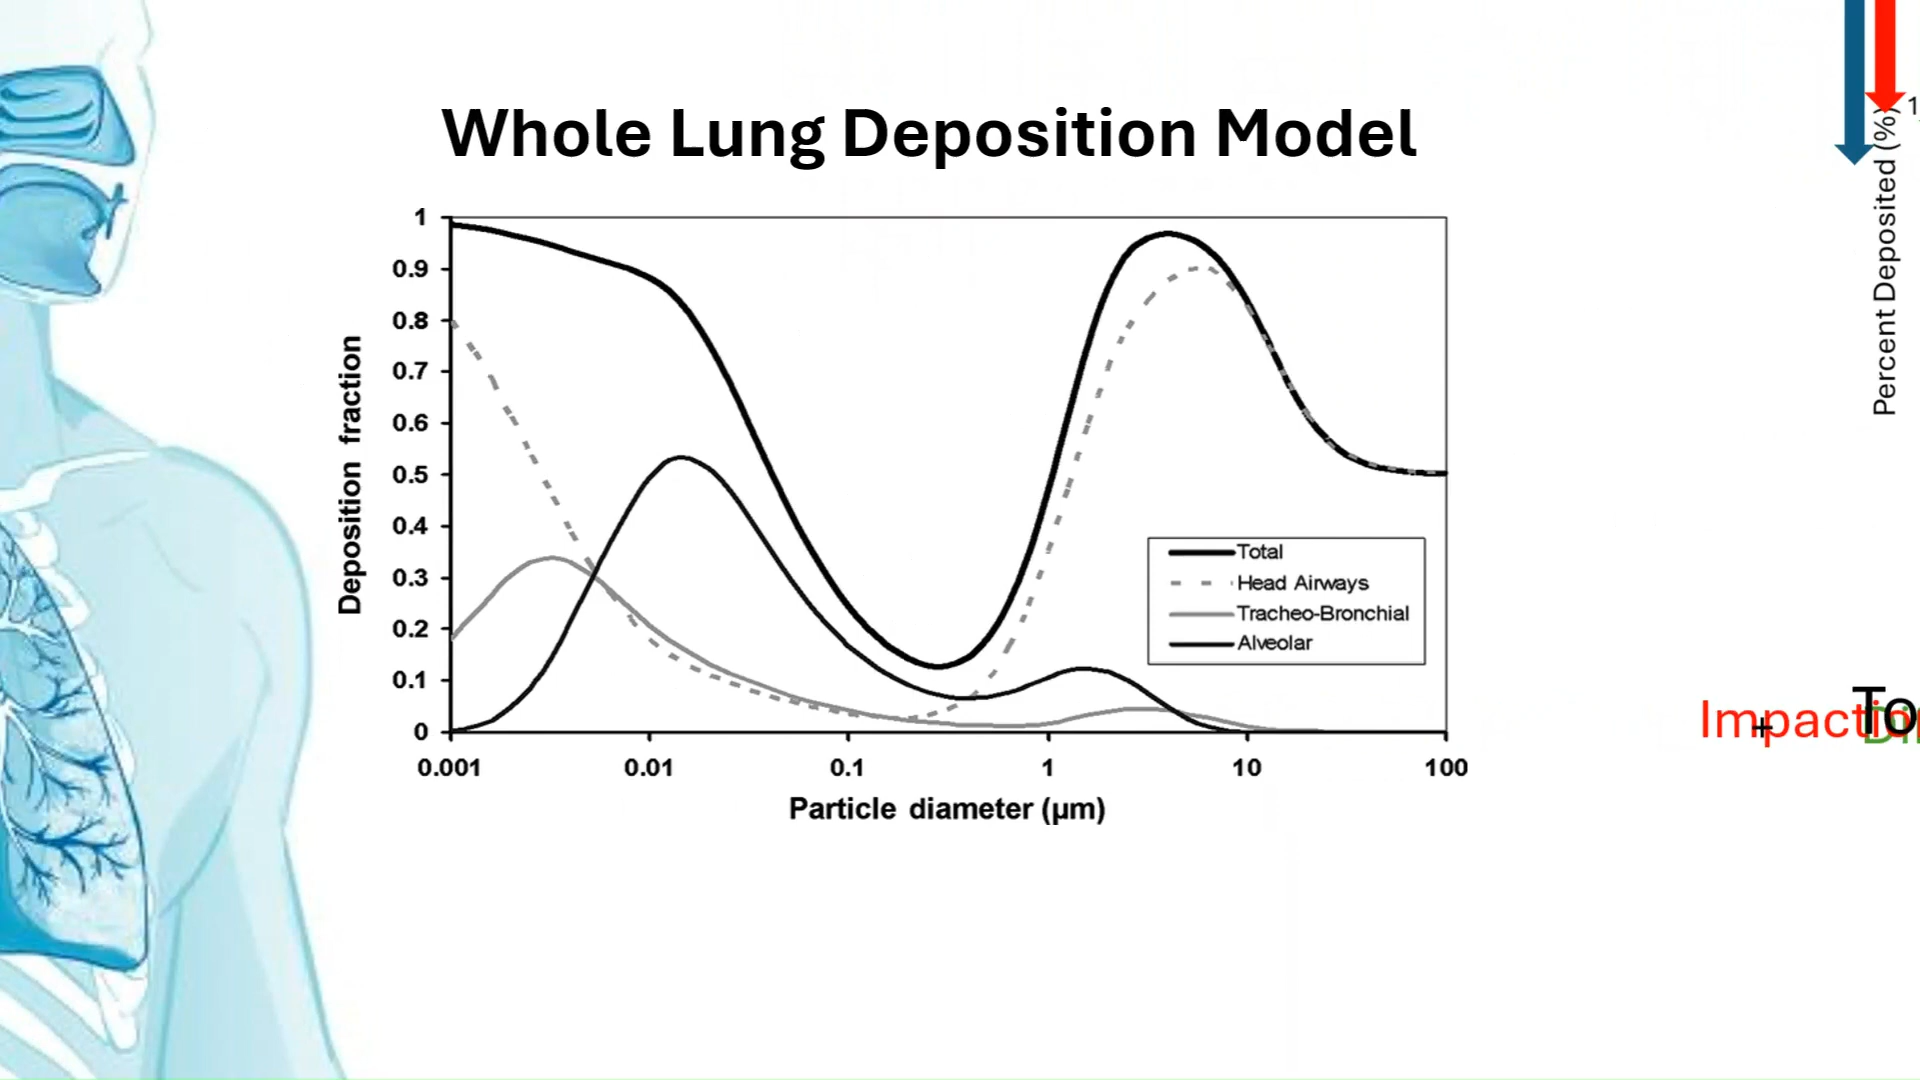 Whole Lung Deposition Model
1
0.9
0.8
0.7
0.6
0.5
0.4
0.3
0.2
0.1
0
Deposition fraction
Total
Head Airways
Tracheo-Bronchial
Alveolar
0.001 0.01 0.1 1 10 100
Particle diameter (µm)
Percent Deposited (%)
+